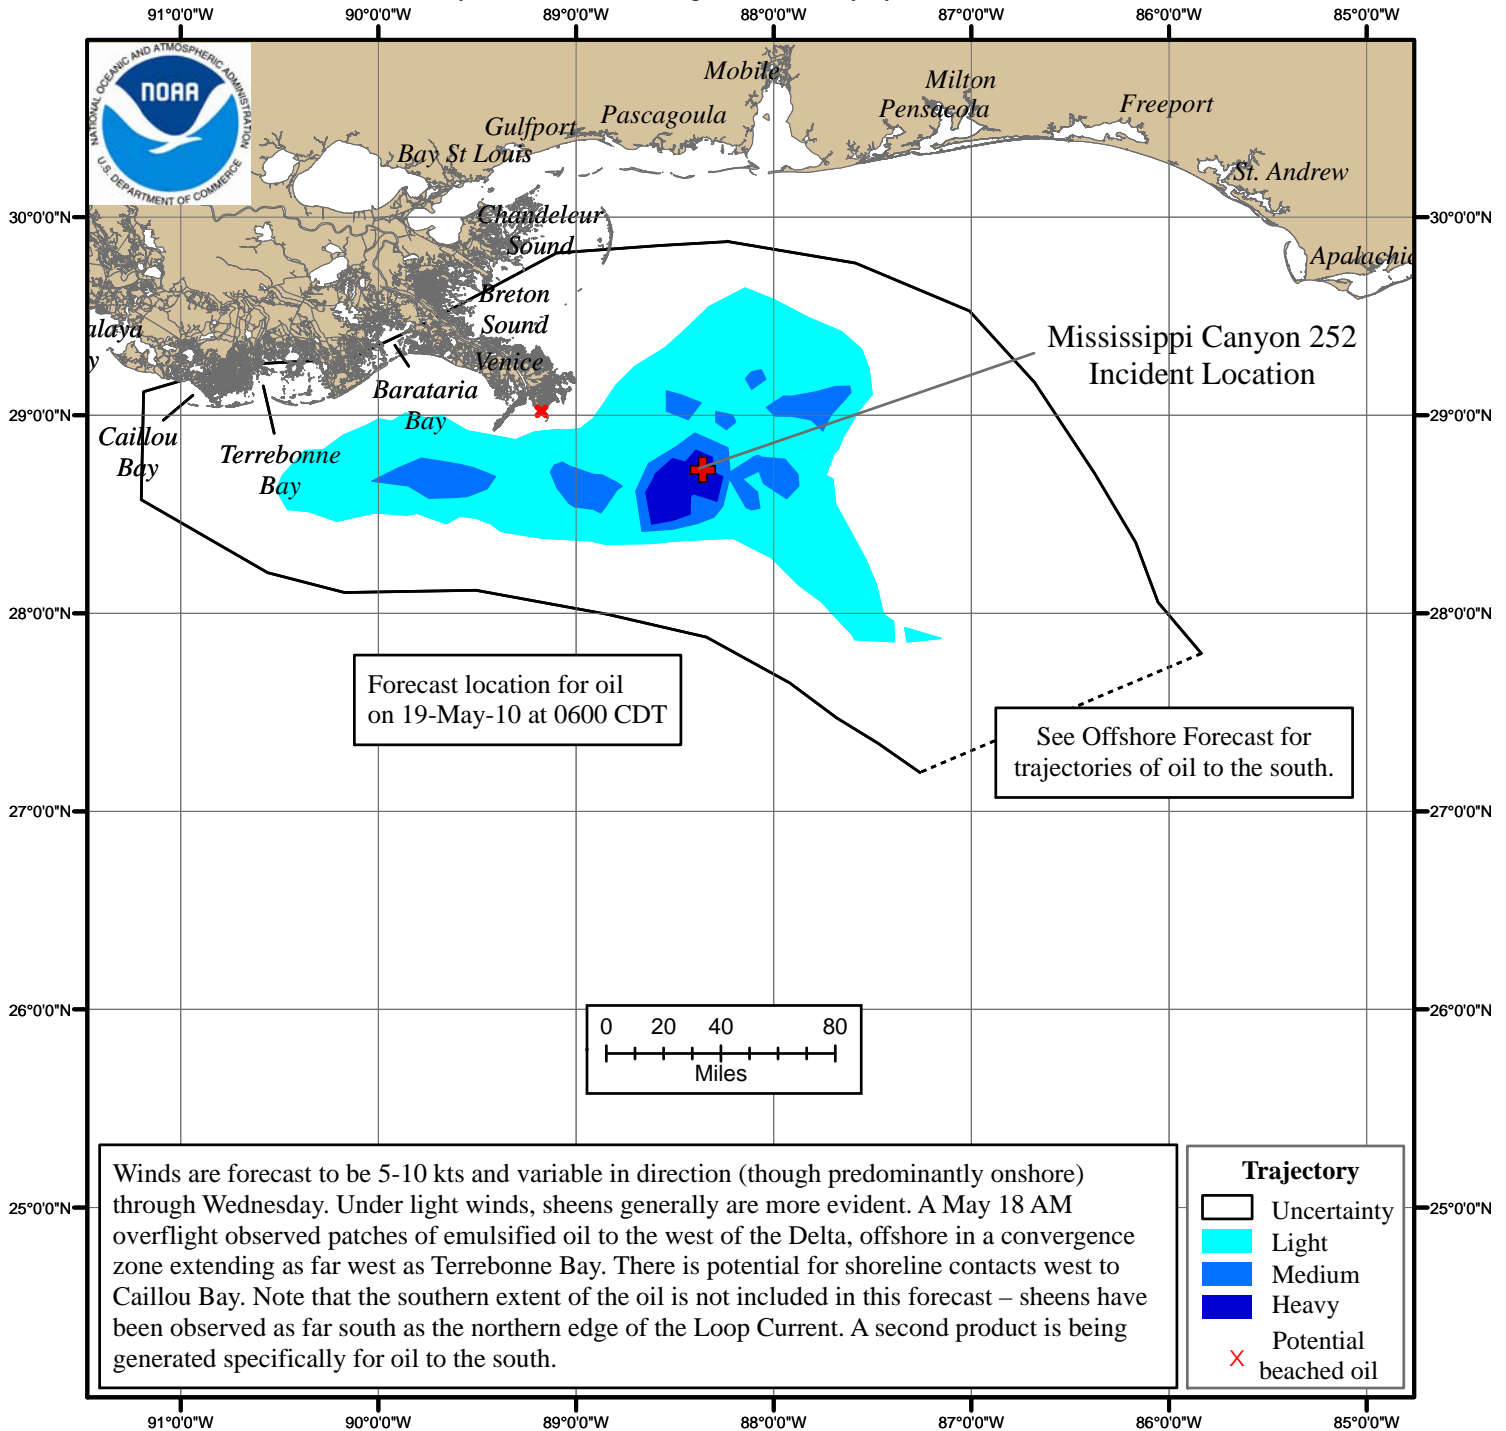 91°0'0"W 90°0'0"W 89°0'0"W 88°0'0"W 87°0'0"W 86°0'0"W 85°0'0"W
NATIONAL OCEANIC AND ATMOSPHERIC ADMINISTRATION
NOAA
U.S. DEPARTMENT OF COMMERCE
Mobile
Milton
Pensacola
Freeport
Pascagoula
Gulfport
Bay St Louis
St. Andrew
30°0'0"N
30°0'0"N
Chandeleur
Sound
Apalachic
Breton
Sound
alaya
y
Venice
Mississippi Canyon 252
Incident Location
Barataria
Bay
29°0'0"N
29°0'0"N
Caillou
Bay
Terrebonne
Bay
28°0'0"N
28°0'0"N
Forecast location for oil
on 19-May-10 at 0600 CDT
See Offshore Forecast for
trajectories of oil to the south.
27°0'0"N
27°0'0"N
26°0'0"N
26°0'0"N
0 20 40 80
Miles
25°0'0"N
25°0'0"N
Winds are forecast to be 5-10 kts and variable in direction (though predominantly onshore)
through Wednesday. Under light winds, sheens generally are more evident. A May 18 AM
overflight observed patches of emulsified oil to the west of the Delta, offshore in a convergence
zone extending as far west as Terrebonne Bay. There is potential for shoreline contacts west to
Caillou Bay. Note that the southern extent of the oil is not included in this forecast – sheens have
been observed as far south as the northern edge of the Loop Current. A second product is being
generated specifically for oil to the south.
Trajectory
Uncertainty
Light
Medium
Heavy
X Potential
beached oil
91°0'0"W 90°0'0"W 89°0'0"W 88°0'0"W 87°0'0"W 86°0'0"W 85°0'0"W